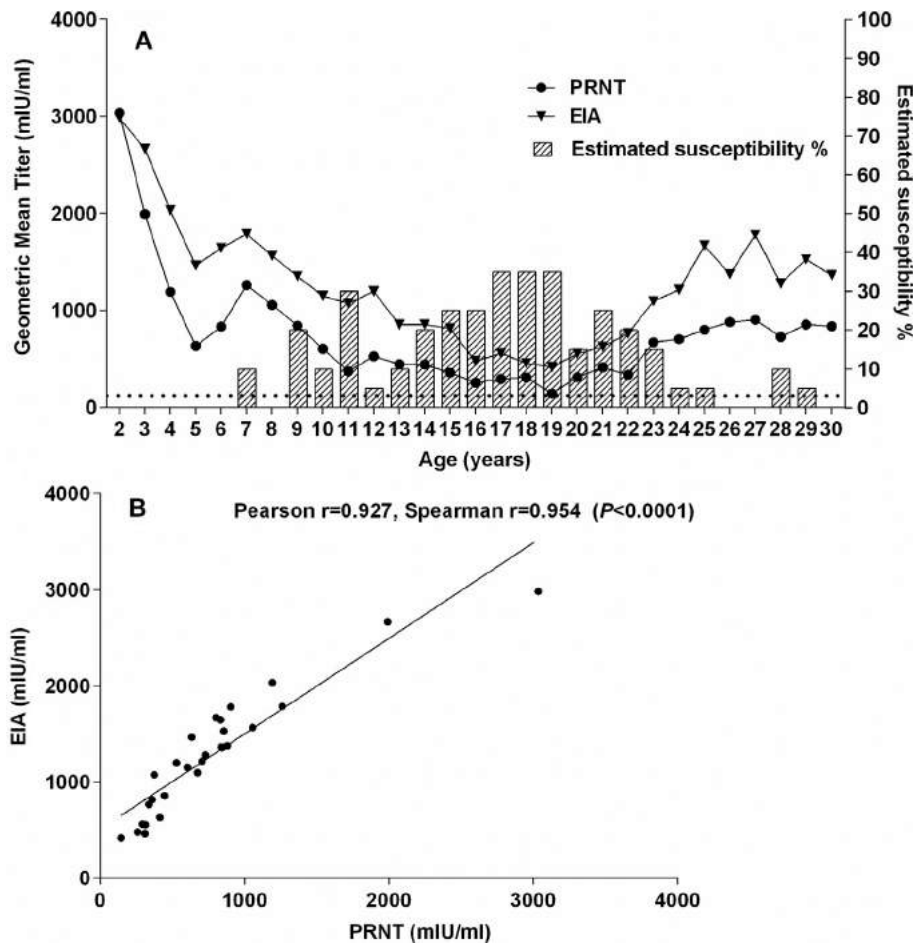 A
4000
3000
2000
1000
0
Geometric Mean Titer (mIU/ml)
PRNT
EIA
Estimated susceptibility %
100
90
80
70
60
50
40
30
20
10
0
Estimated susceptibility %
2 3 4 5 6 7 8 9 10 11 12 13 14 15 16 17 18 19 20 21 22 23 24 25 26 27 28 29 30
Age (years)
B
Pearson r=0.927, Spearman r=0.954 (P<0.0001)
4000
3000
2000
1000
0
EIA (mIU/ml)
0 1000 2000 3000 4000
PRNT (mIU/ml)